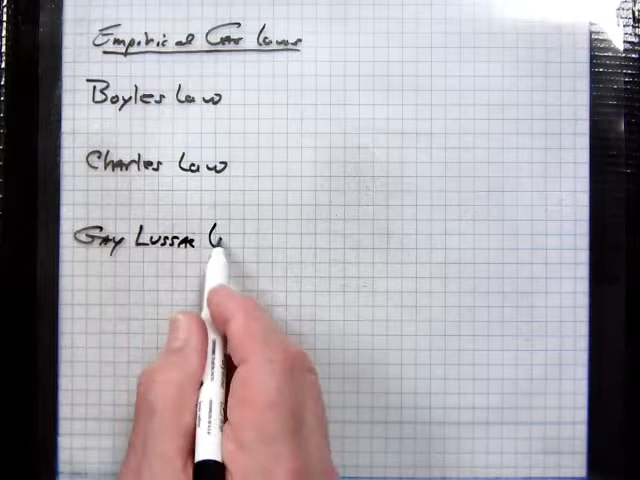 Empirical Gas Laws
Boyles Law
Charles Law
Gay Lussac L